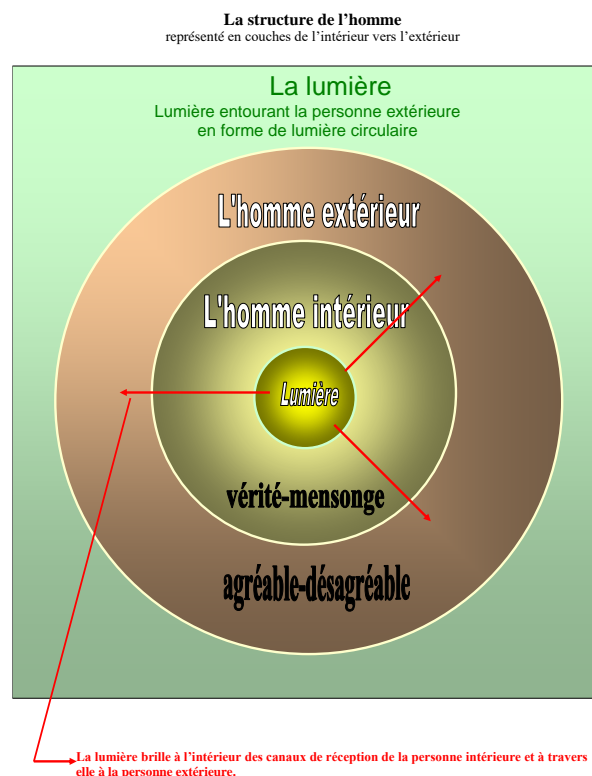 La structure de l’homme
représenté en couches de l’intérieur vers l’extérieur
La lumière
Lumière entourant la personne extérieure
en forme de lumière circulaire
L'homme extérieur
L'homme intérieur
Lumière
vérité-mensonge
agréable-désagréable
La lumière brille à l’intérieur des canaux de réception de la personne intérieure et à travers
elle à la personne extérieure.